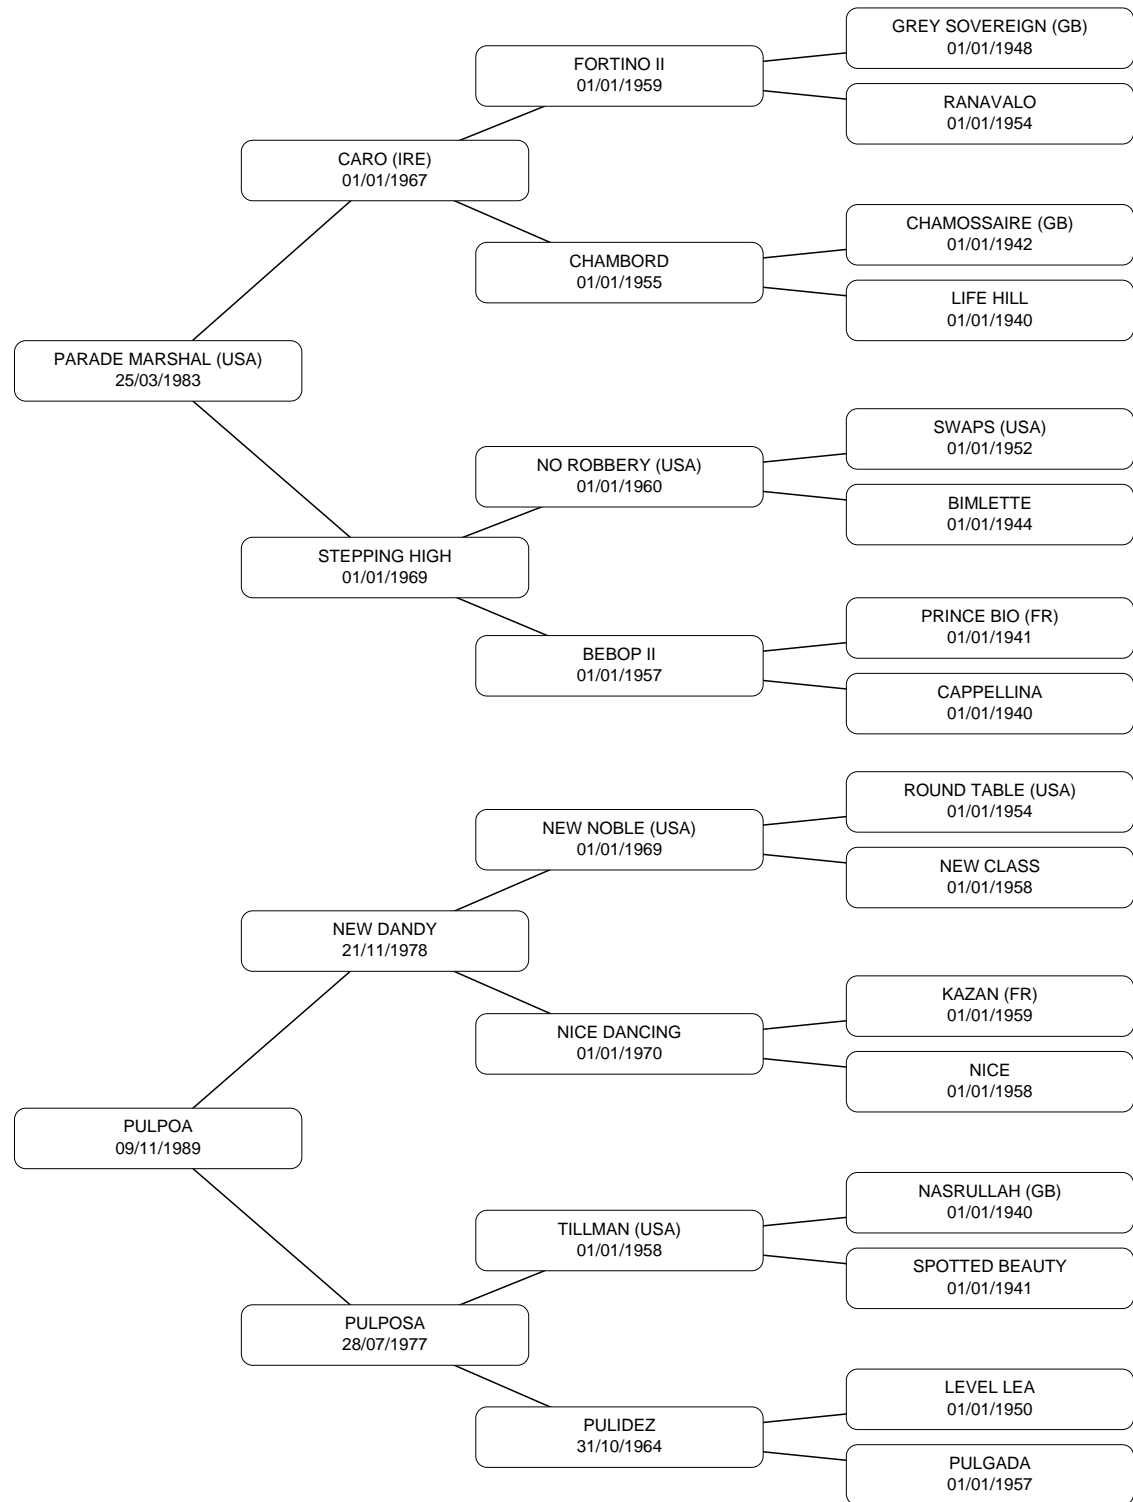 GREY SOVEREIGN (GB)
01/01/1948
FORTINO II
01/01/1959
RANAVALO
01/01/1954
CARO (IRE)
01/01/1967
CHAMOSSAIRE (GB)
01/01/1942
CHAMBORD
01/01/1955
LIFE HILL
01/01/1940
PARADE MARSHAL (USA)
25/03/1983
SWAPS (USA)
01/01/1952
NO ROBBERY (USA)
01/01/1960
BIMLETTE
01/01/1944
STEPPING HIGH
01/01/1969
PRINCE BIO (FR)
01/01/1941
BEBOP II
01/01/1957
CAPPELLINA
01/01/1940
ROUND TABLE (USA)
01/01/1954
NEW NOBLE (USA)
01/01/1969
NEW CLASS
01/01/1958
NEW DANDY
21/11/1978
KAZAN (FR)
01/01/1959
NICE DANCING
01/01/1970
NICE
01/01/1958
PULPOA
09/11/1989
NASRULLAH (GB)
01/01/1940
TILLMAN (USA)
01/01/1958
SPOTTED BEAUTY
01/01/1941
PULPOSA
28/07/1977
LEVEL LEA
01/01/1950
PULIDEZ
31/10/1964
PULGADA
01/01/1957